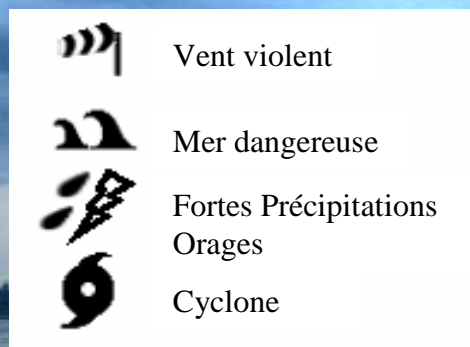 Vent violent
Mer dangereuse
Fortes Précipitations
Orages
Cyclone